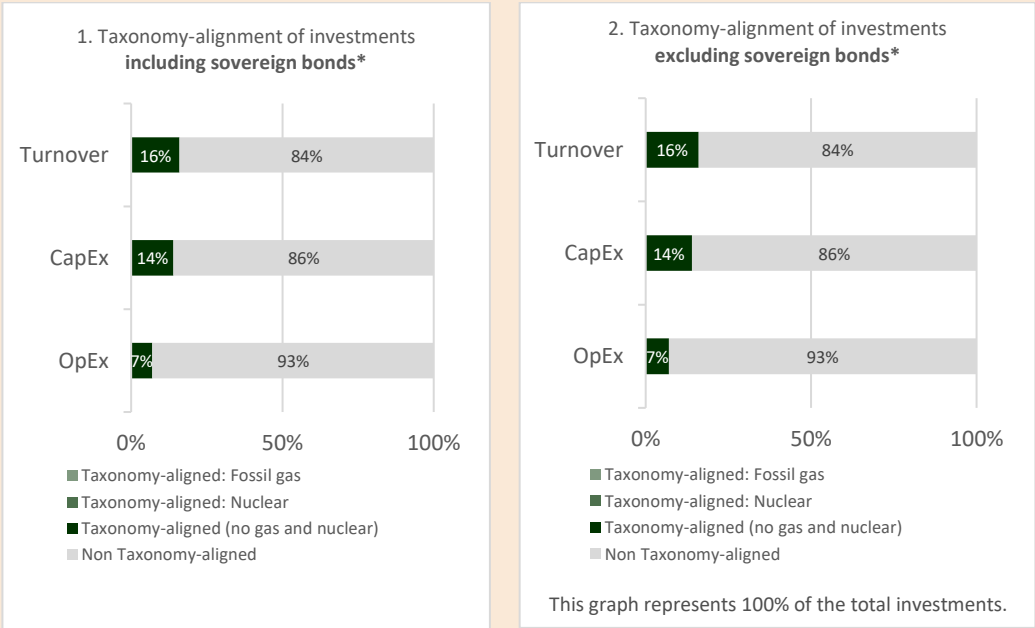 1. Taxonomy-alignment of investments
including sovereign bonds*
Turnover
16%
84%
CapEx
14%
86%
OpEx
7%
93%
0%
50%
100%
Taxonomy-aligned: Fossil gas
Taxonomy-aligned: Nuclear
Taxonomy-aligned (no gas and nuclear)
Non Taxonomy-aligned
2. Taxonomy-alignment of investments
excluding sovereign bonds*
Turnover
16%
84%
CapEx
14%
86%
OpEx
7%
93%
0%
50%
100%
Taxonomy-aligned: Fossil gas
Taxonomy-aligned: Nuclear
Taxonomy-aligned (no gas and nuclear)
Non Taxonomy-aligned
This graph represents 100% of the total investments.